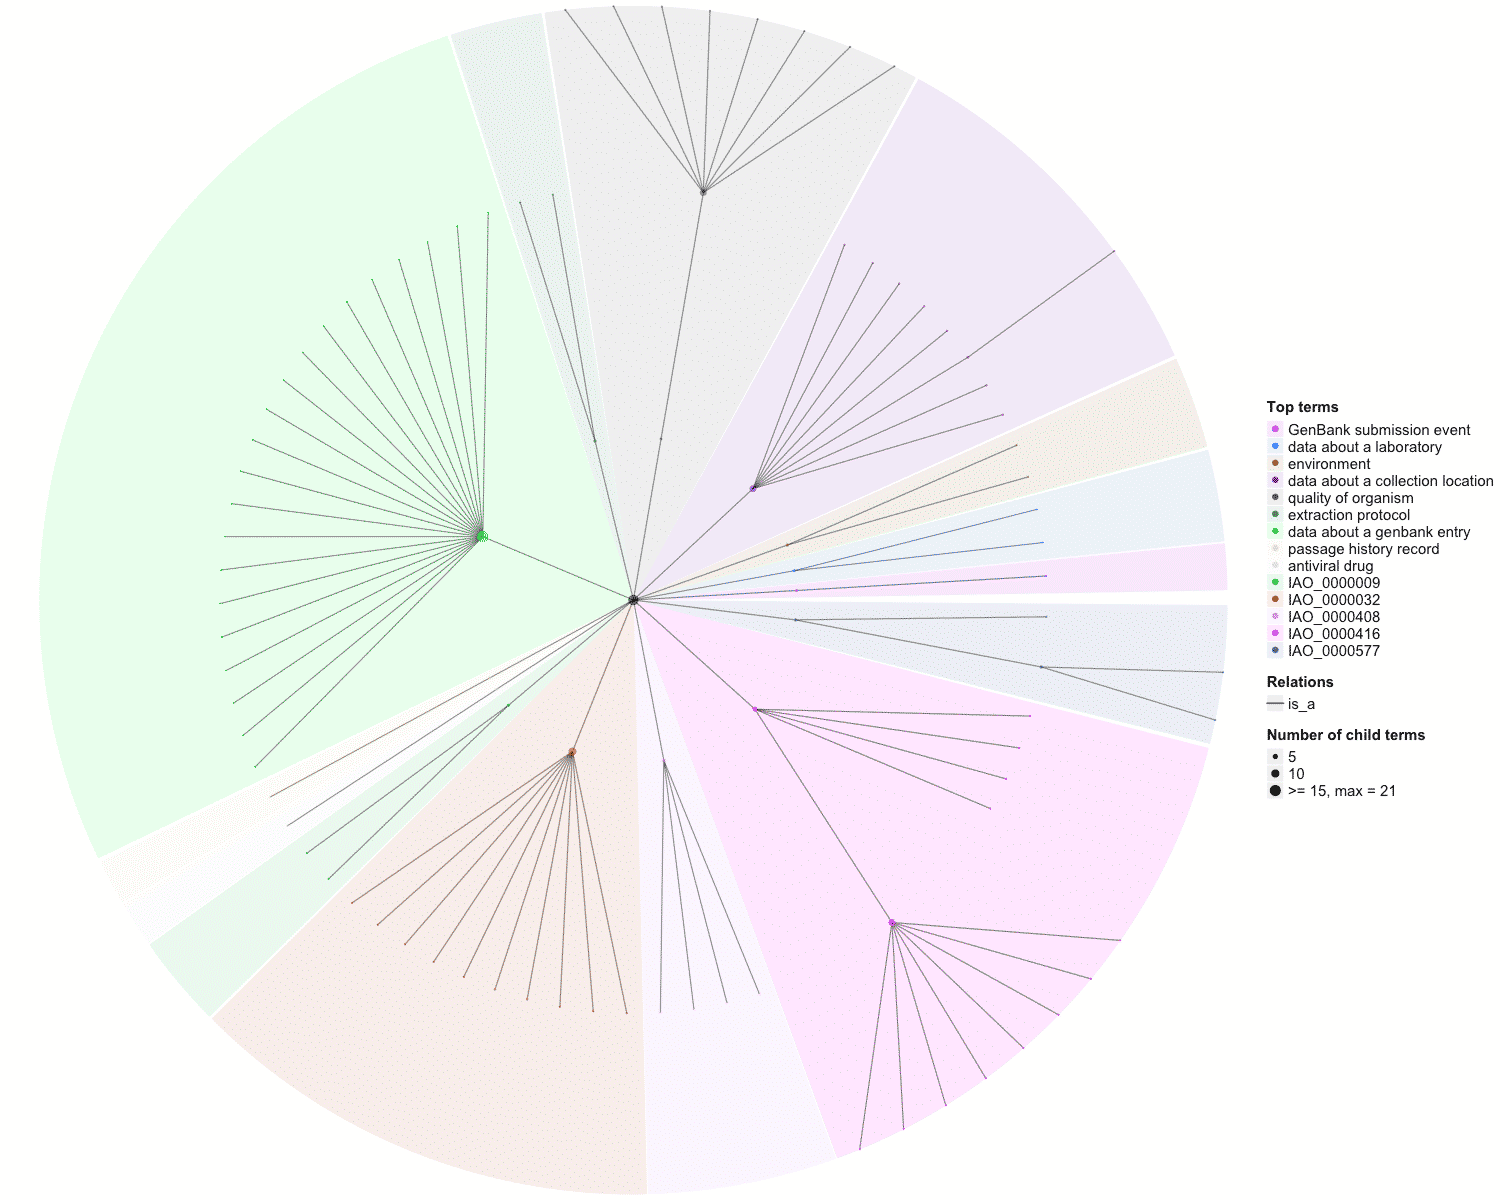 Top terms
GenBank submission event
data about a laboratory
environment
data about a collection location
quality of organism
extraction protocol
data about a genbank entry
passage history record
antiviral drug
IAO_0000009
IAO_0000032
IAO_0000408
IAO_0000416
IAO_0000577
Relations
is_a
Number of child terms
5
10
>= 15, max = 21